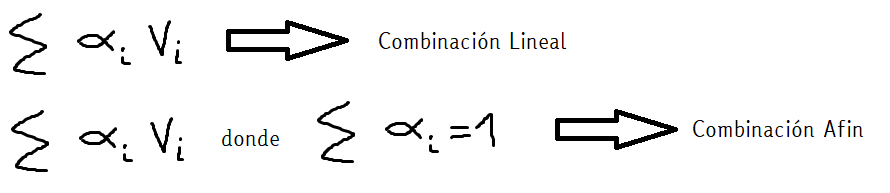 ∑ αᵢ Vᵢ ⇨ Combinación Lineal
∑ αᵢ Vᵢ donde ∑ αᵢ = 1 ⇨ Combinación Afin